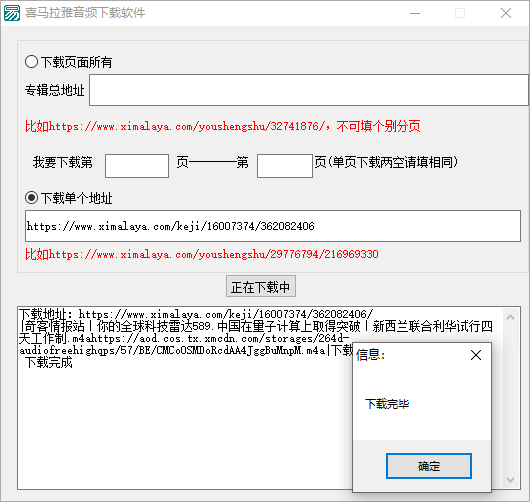 喜马拉雅音频下载软件
下载页面所有
专辑总地址
比如https://www.ximalaya.com/youshengshu/32741876/，不可填个别分页
我要下载第 页————第 页(单页下载两空请填相同)
下载单个地址
https://www.ximalaya.com/keji/16007374/362082406
比如https://www.ximalaya.com/youshengshu/29776794/216969330
正在下载中
下载地址：https://www.ximalaya.com/keji/16007374/362082406/
|奇客情报站丨你的全球科技雷达589.中国在量子计算上取得突破丨新西兰联合利华试行四
天工作制.m4ahttps://aod.cos.tx.xmcdn.com/storages/264d-
audiofreehighqps/57/BE/CMCoOSMDoRcdAA4JggBuMnpM.m4a|下载
下载完成
信息：
下载完毕
确定